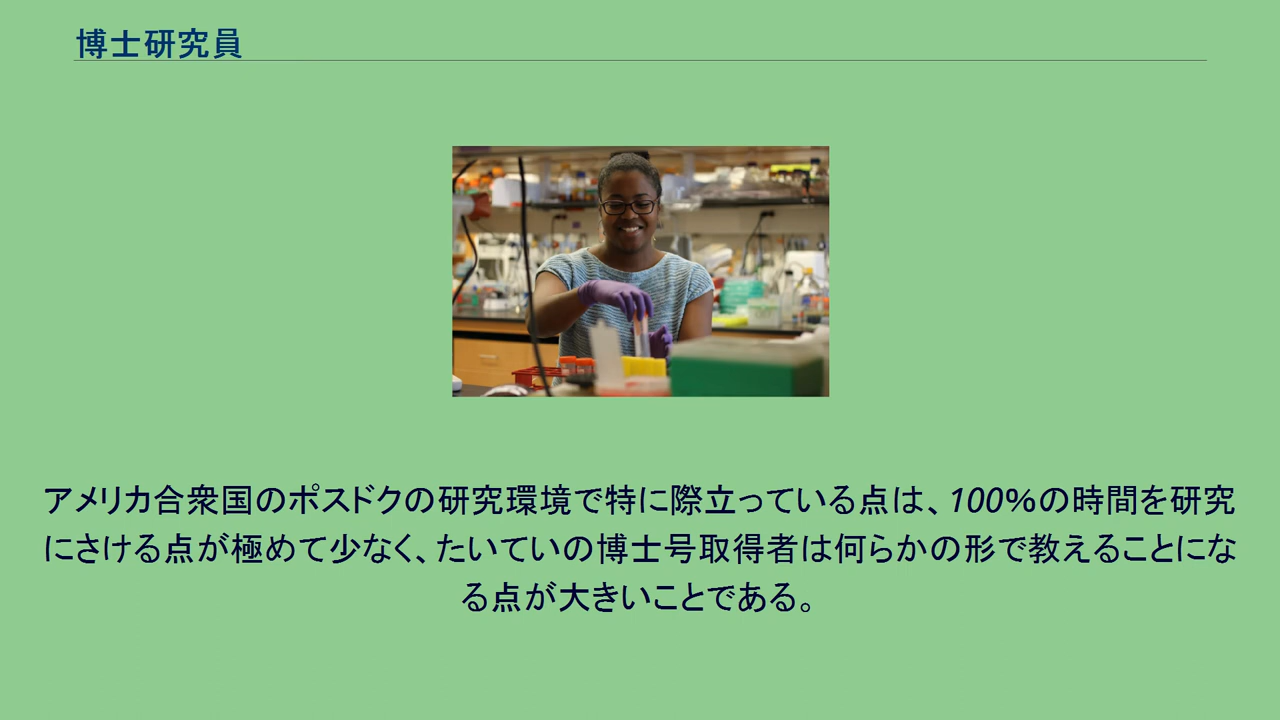 博士研究員
アメリカ合衆国のポスドクの研究環境で特に際立っている点は、100%の時間を研究
にさける点が極めて少なく、たいていの博士号取得者は何らかの形で教えることにな
る点が大きいことである。